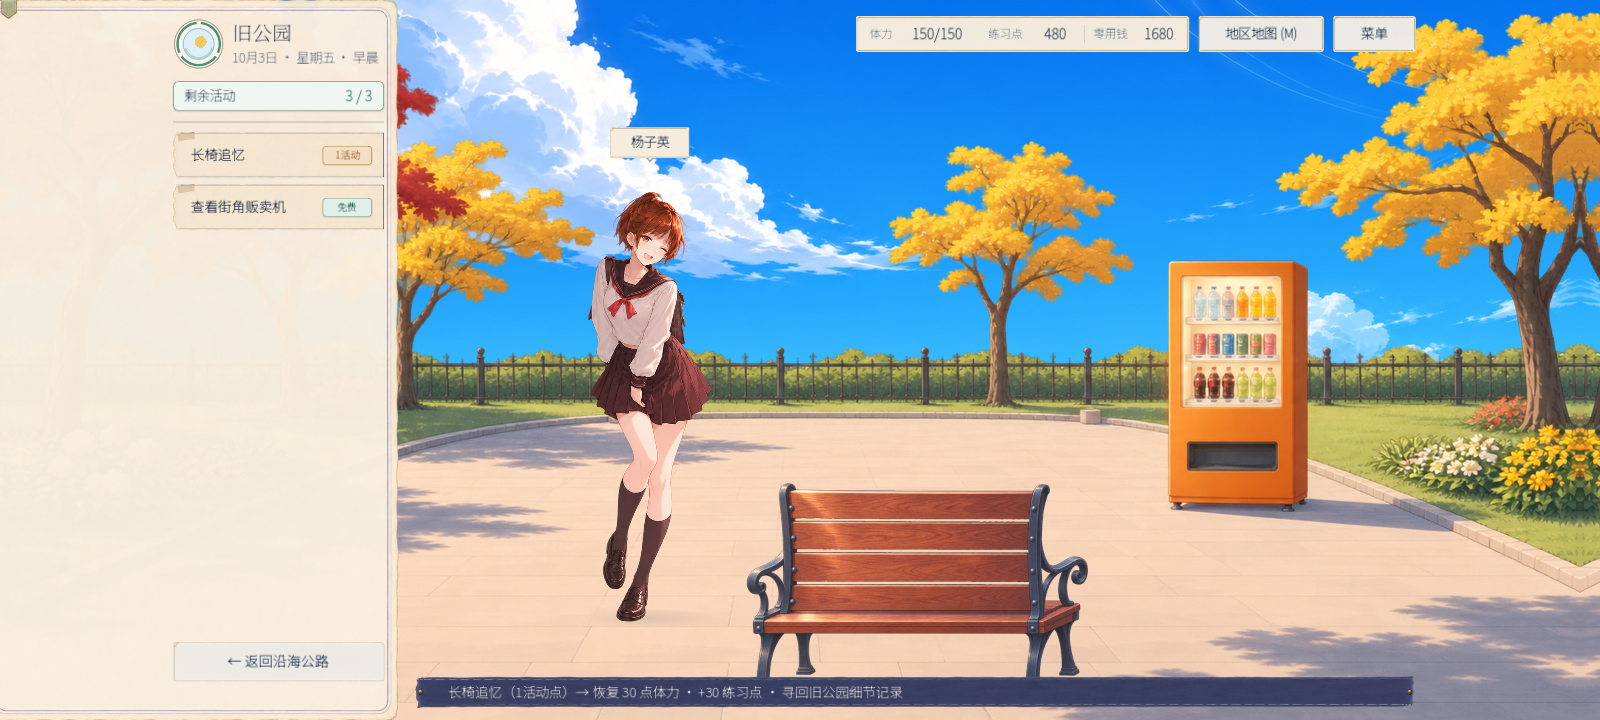 旧公园
10月3日 · 星期五 · 早晨
剩余活动 3 / 3
长椅追忆 1活动
查看街角贩卖机 免费
← 返回沿海公路
体力 150/150 练习点 480 零用钱 1680
地区地图 (M)
菜单
杨子英
长椅追忆（1活动点）→ 恢复 30 点体力 · +30 练习点 · 寻回旧公园细节记录